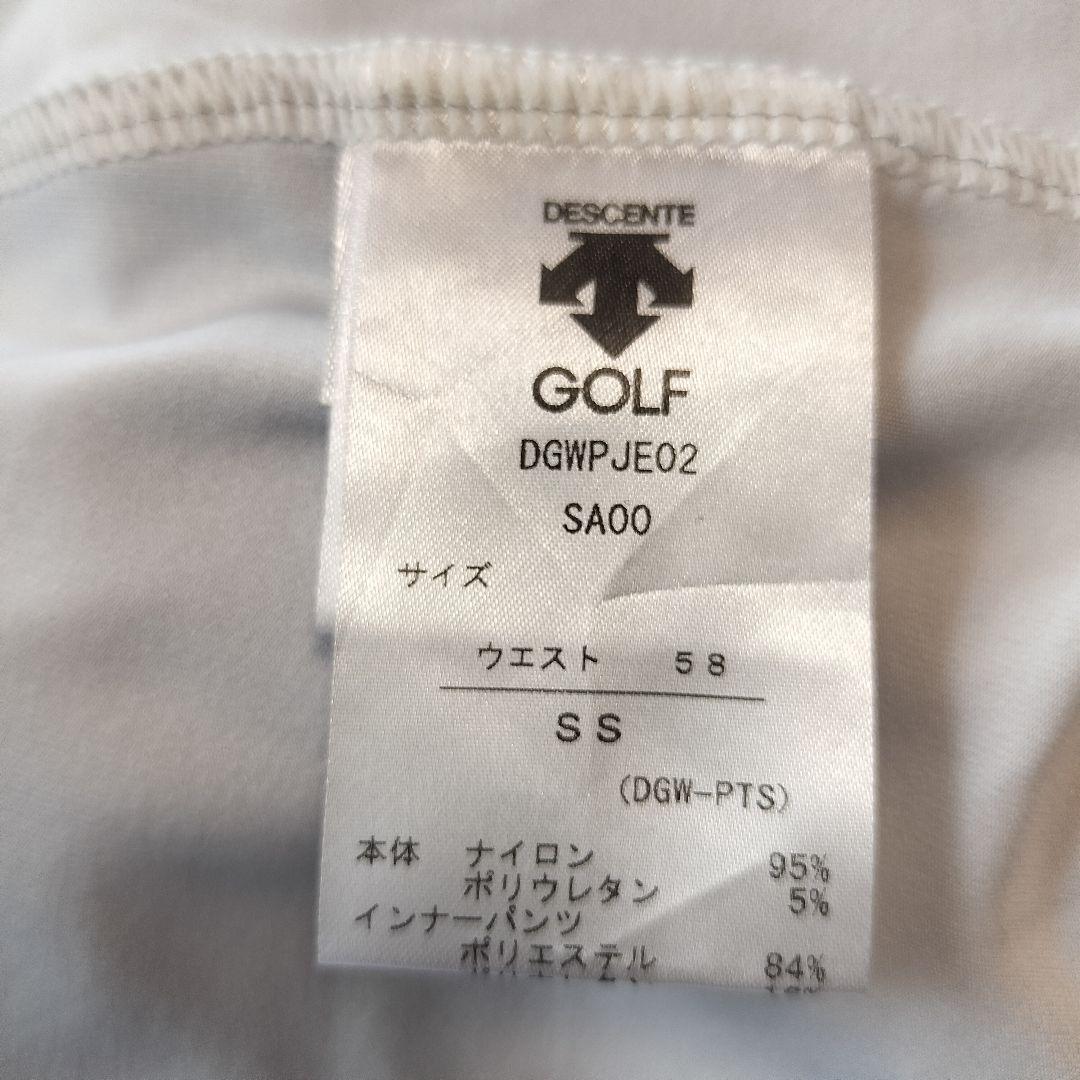 DESCENTE
GOLF
DGWPJE02
SA00
サイズ
ウエスト 58
SS
(DGW-PTS)
本体 ナイロン 95%
ポリウレタン 5%
インナーパンツ
ポリエステル 84%